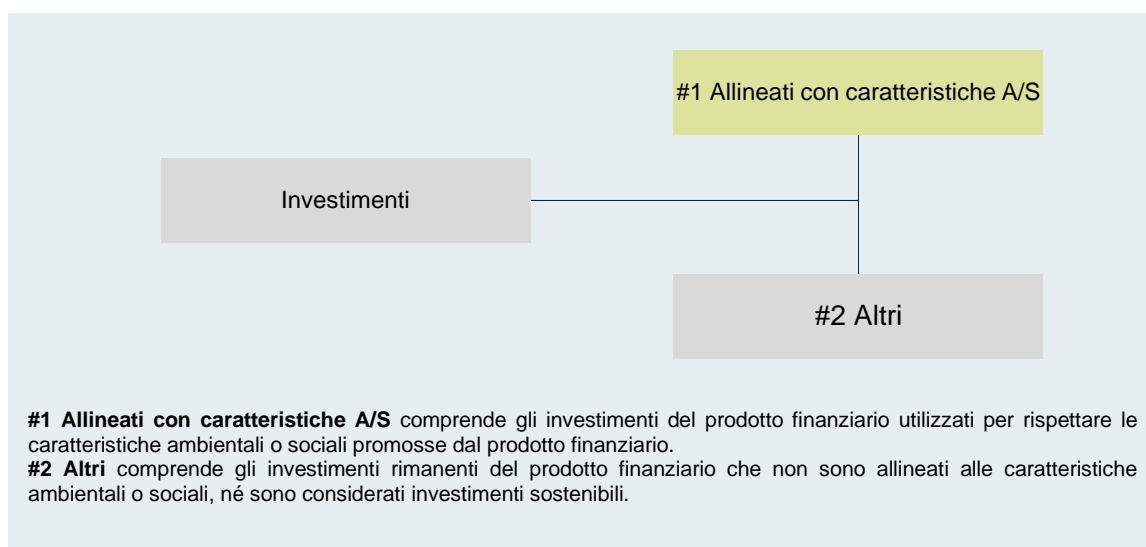 #1 Allineati con caratteristiche A/S
Investimenti
#2 Altri
#1 Allineati con caratteristiche A/S comprende gli investimenti del prodotto finanziario utilizzati per rispettare le
caratteristiche ambientali o sociali promosse dal prodotto finanziario.
#2 Altri comprende gli investimenti rimanenti del prodotto finanziario che non sono allineati alle caratteristiche
ambientali o sociali, né sono considerati investimenti sostenibili.